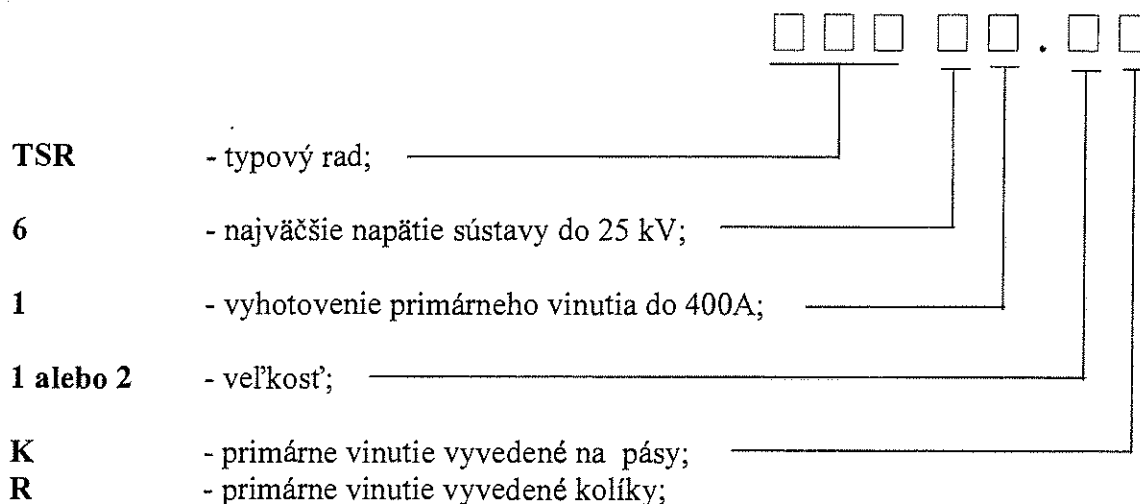 TSR - typový rad;
6 - najväčšie napätie sústavy do 25 kV;
1 - vyhotovenie primárneho vinutia do 400A;
1 alebo 2 - veľkosť;
K - primárne vinutie vyvedené na pásy;
R - primárne vinutie vyvedené kolíky;